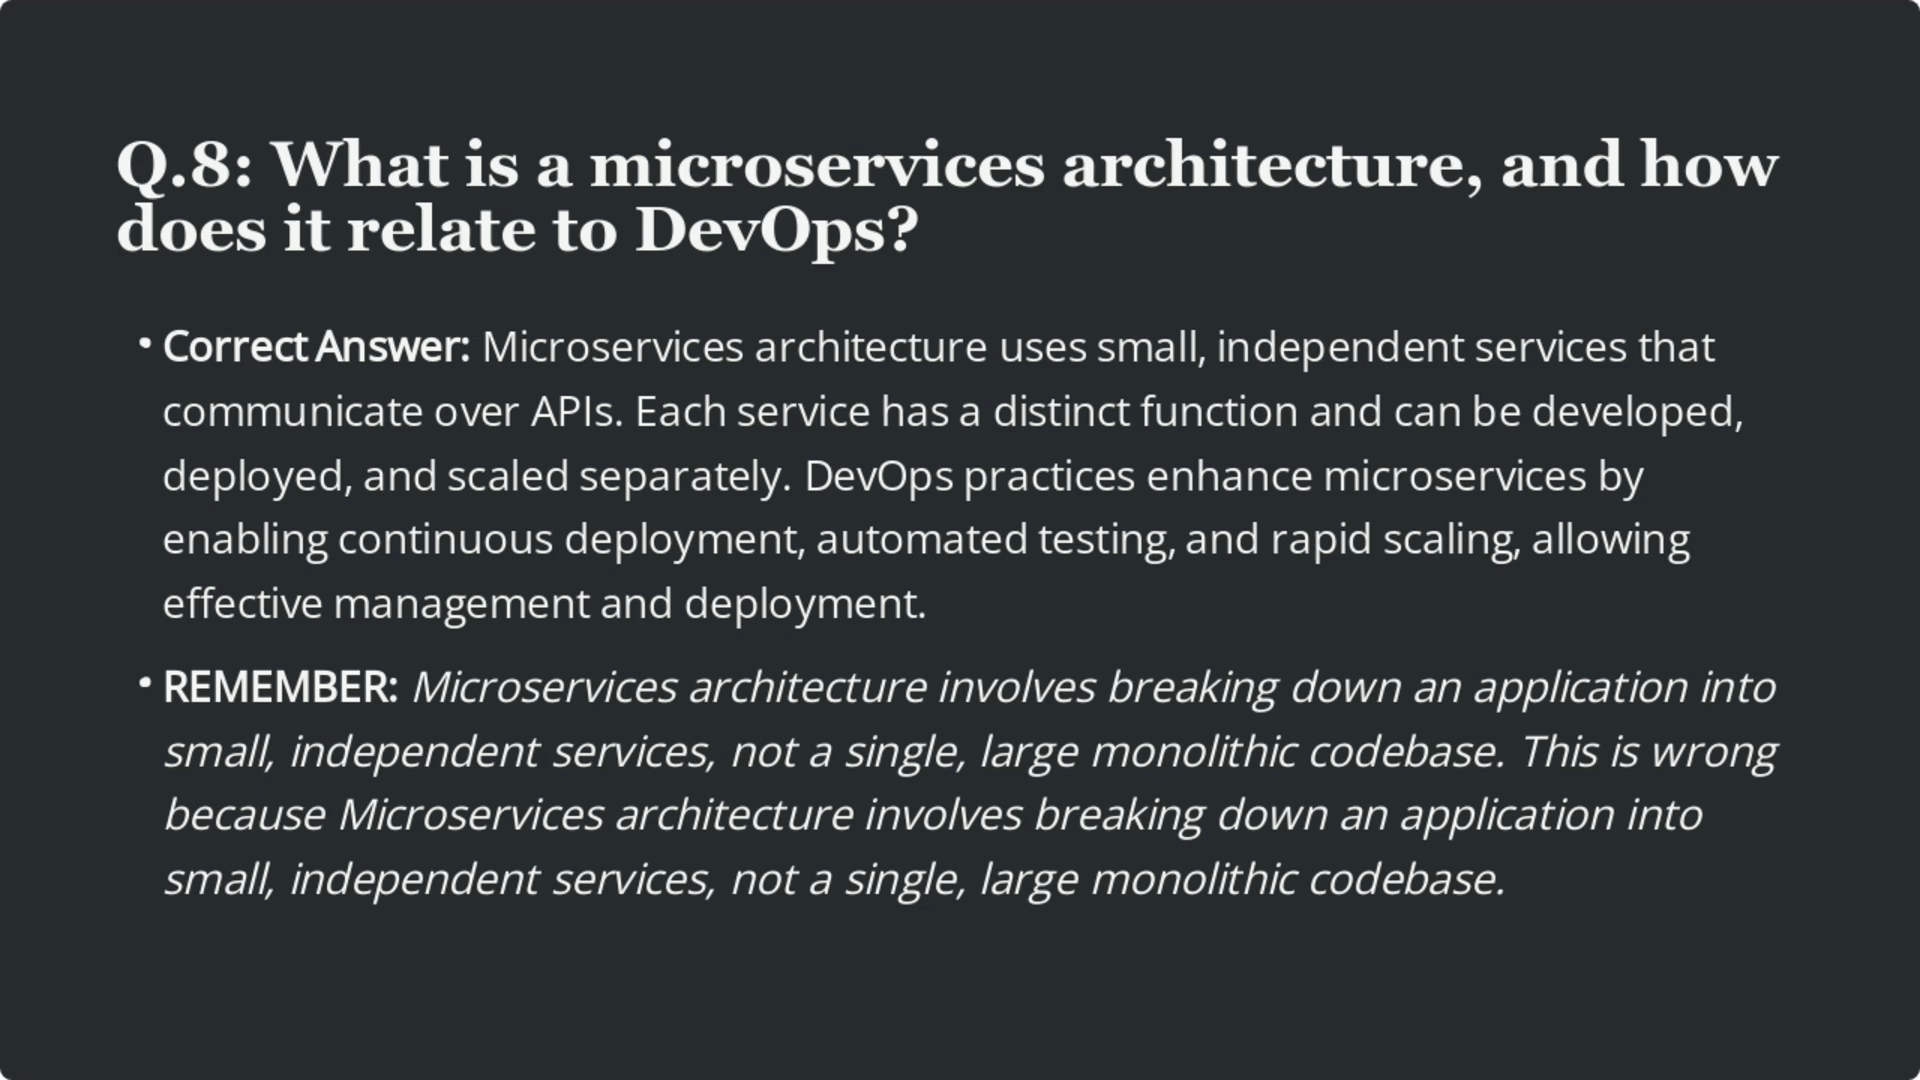 Q.8: What is a microservices architecture, and how
does it relate to DevOps?
• Correct Answer: Microservices architecture uses small, independent services that
communicate over APIs. Each service has a distinct function and can be developed,
deployed, and scaled separately. DevOps practices enhance microservices by
enabling continuous deployment, automated testing, and rapid scaling, allowing
effective management and deployment.
• REMEMBER: Microservices architecture involves breaking down an application into
small, independent services, not a single, large monolithic codebase. This is wrong
because Microservices architecture involves breaking down an application into
small, independent services, not a single, large monolithic codebase.